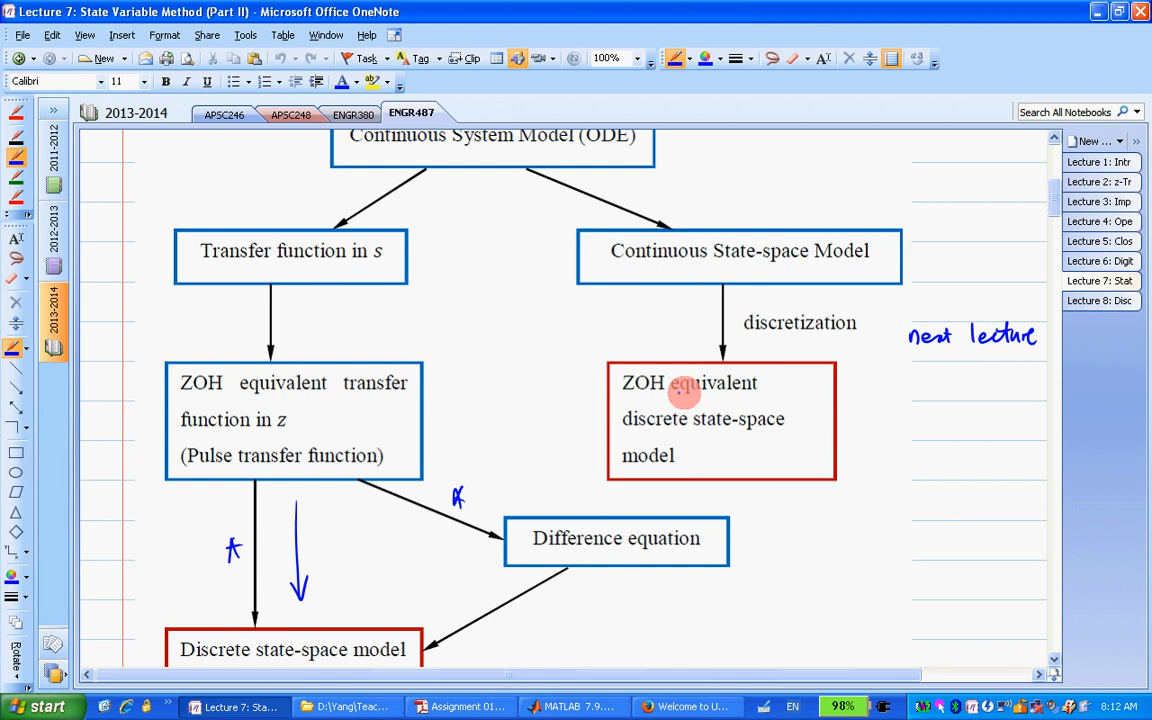 Lecture 7: State Variable Method (Part II) - Microsoft Office OneNote
File Edit View Insert Format Share Tools Table Window Help
New Task Tag Clip 100%
Calibri 11 B I U
2013-2014 APSC246 APSC248 ENGR380 ENGR487 Search All Notebooks
2011-2012
2012-2013
2013-2014
New ...
Lecture 1: Intr
Lecture 2: z-Tr
Lecture 3: Imp
Lecture 4: Ope
Lecture 5: Clos
Lecture 6: Digit
Lecture 7: Stat
Lecture 8: Disc
Continuous System Model (ODE)
Transfer function in s
Continuous State-space Model
discretization
next lecture
ZOH equivalent transfer
function in z
(Pulse transfer function)
ZOH equivalent
discrete state-space
model
Difference equation
Discrete state-space model
Rotate
start Lecture 7: Sta... D:\Yang\Teac... Assignment 01... MATLAB 7.9.... Welcome to U... EN 98% 8:12 AM